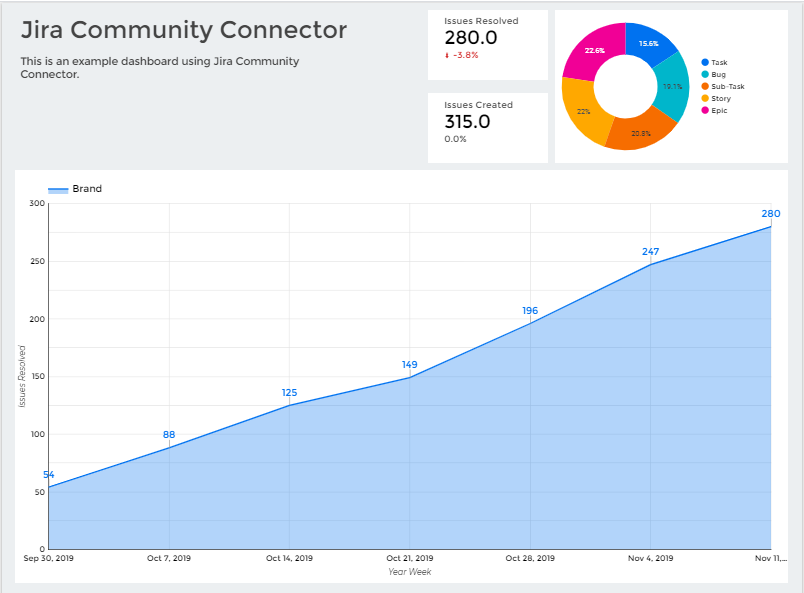 Jira Community Connector
This is an example dashboard using Jira Community
Connector.
Issues Resolved
280.0
-3.8%
Issues Created
315.0
0.0%
15.6%
19.1%
20.8%
22%
22.6%
Task
Bug
Sub-Task
Story
Epic
Brand
300
250
200
150
100
50
0
Issues Resolved
54
88
125
149
196
247
280
Sep 30, 2019
Oct 7, 2019
Oct 14, 2019
Oct 21, 2019
Oct 28, 2019
Nov 4, 2019
Nov 11,...
Year Week